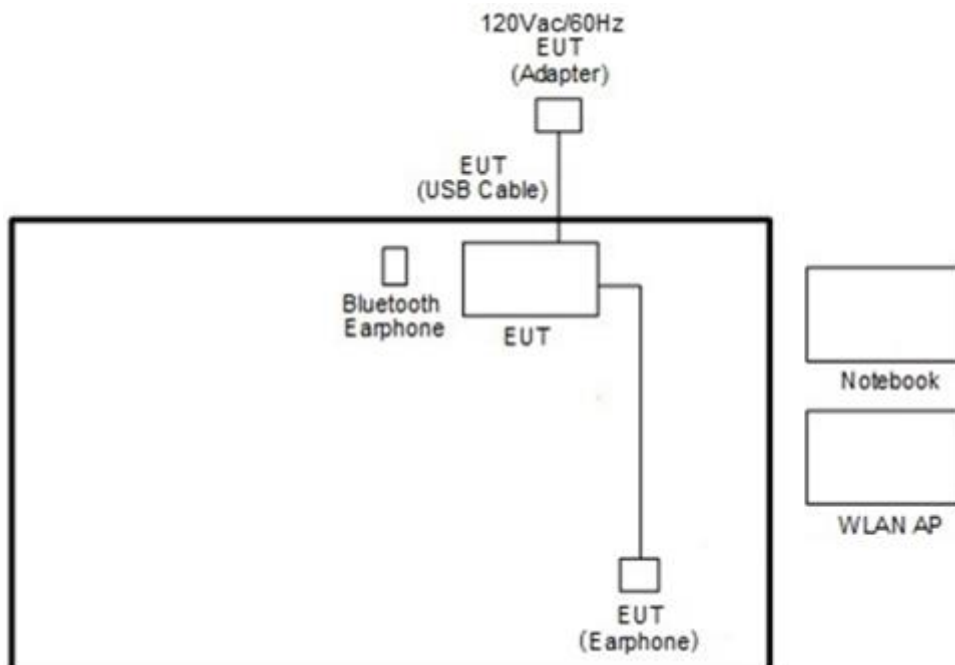 120Vac/60Hz
EUT
(Adapter)
EUT
(USB Cable)
Bluetooth
Earphone
EUT
Notebook
WLAN AP
EUT
(Earphone)